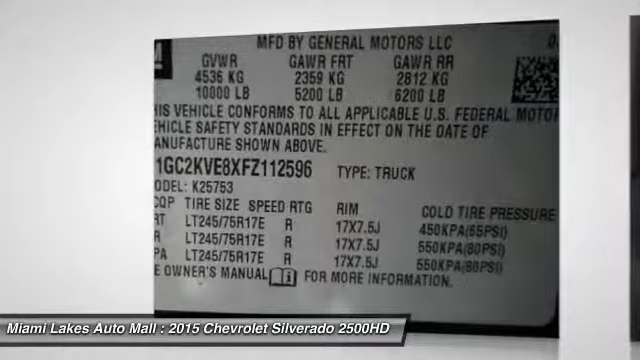 MFD BY GENERAL MOTORS LLC
GVWR GAWR FRT GAWR RR
4536 KG 2359 KG 2812 KG
10000 LB 5200 LB 6200 LB
HIS VEHICLE CONFORMS TO ALL APPLICABLE U.S. FEDERAL MOTOR
EHICLE SAFETY STANDARDS IN EFFECT ON THE DATE OF
ANUFACTURE SHOWN ABOVE.
1GC2KVE8XFZ112596 TYPE: TRUCK
ODEL: K25753
CQP TIRE SIZE SPEED RTG RIM COLD TIRE PRESSURE
RT LT245/75R17E R 17X7.5J 450KPA(65PSI)
R LT245/75R17E R 17X7.5J 550KPA(80PSI)
PA LT245/75R17E R 17X7.5J 550KPA(80PSI)
E OWNER'S MANUAL FOR MORE INFORMATION.
Miami Lakes Auto Mall : 2015 Chevrolet Silverado 2500HD